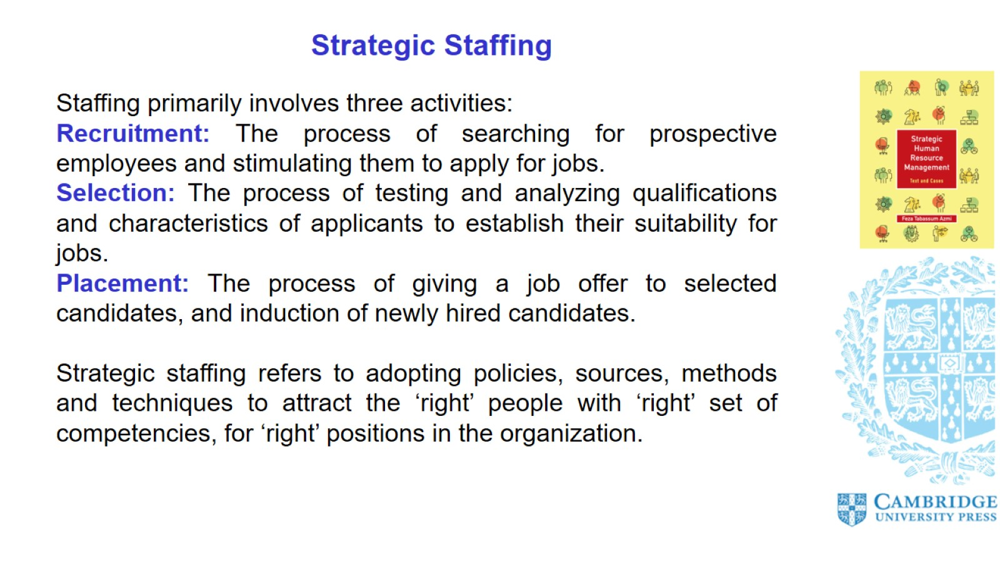 Strategic Staffing
Staffing primarily involves three activities:
Recruitment: The process of searching for prospective
employees and stimulating them to apply for jobs.
Selection: The process of testing and analyzing qualifications
and characteristics of applicants to establish their suitability for
jobs.
Placement: The process of giving a job offer to selected
candidates, and induction of newly hired candidates.
Strategic staffing refers to adopting policies, sources, methods
and techniques to attract the ‘right’ people with ‘right’ set of
competencies, for ‘right’ positions in the organization.
Strategic
Human
Resource
Management
Text and Cases
Feza Tabassum Azmi
CAMBRIDGE
UNIVERSITY PRESS